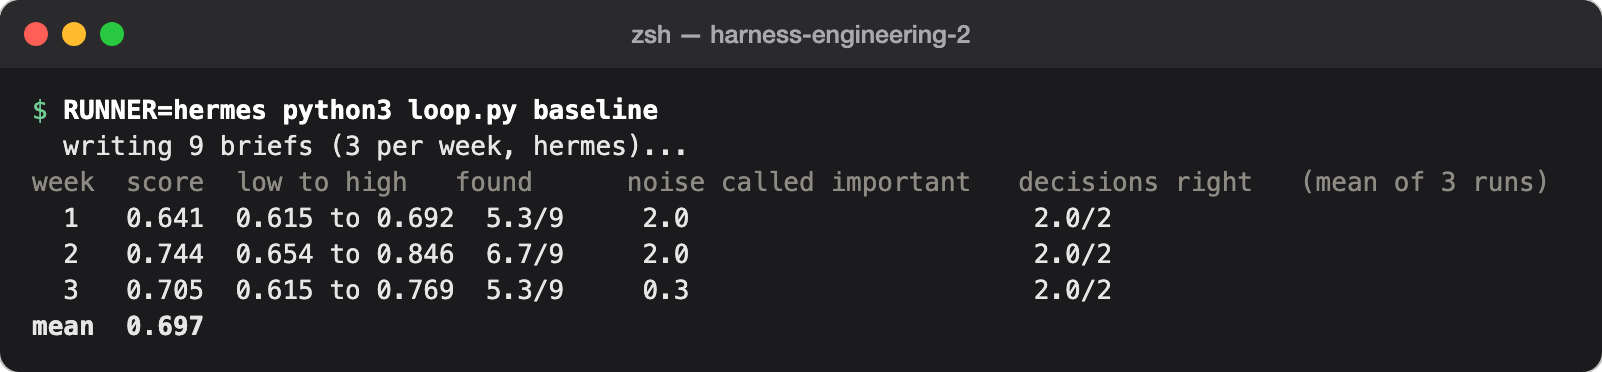 zsh — harness-engineering-2
$ RUNNER=hermes python3 loop.py baseline
writing 9 briefs (3 per week, hermes)...
week  score  low to high   found      noise called important   decisions right   (mean of 3 runs)
1   0.641  0.615 to 0.692  5.3/9     2.0                      2.0/2
2   0.744  0.654 to 0.846  6.7/9     2.0                      2.0/2
3   0.705  0.615 to 0.769  5.3/9     0.3                      2.0/2
mean  0.697